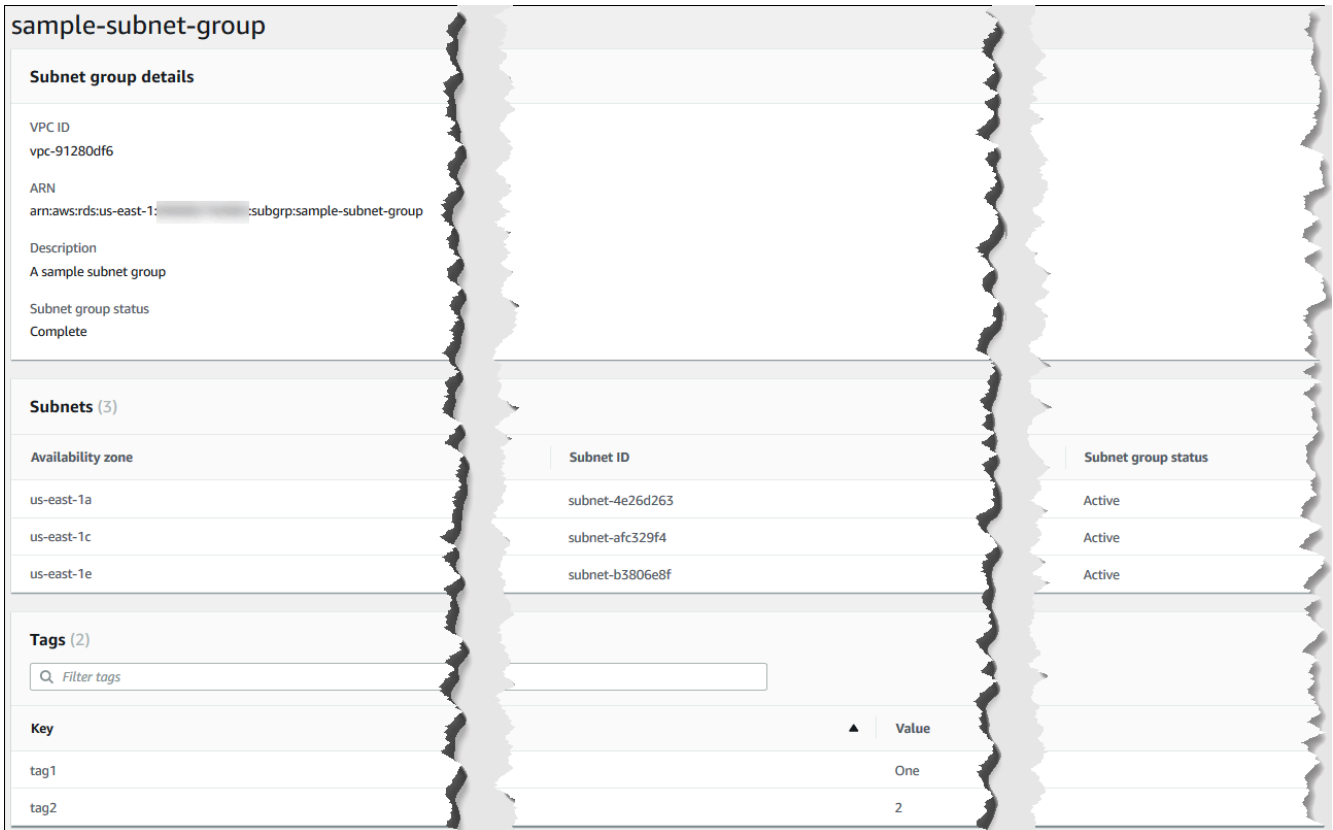 sample-subnet-group
Subnet group details
VPC ID
vpc-91280df6
ARN
arn:aws:rds:us-east-1: :subgrp:sample-subnet-group
Description
A sample subnet group
Subnet group status
Complete
Subnets (3)
Availability zone Subnet ID Subnet group status
us-east-1a subnet-4e26d263 Active
us-east-1c subnet-afc329f4 Active
us-east-1e subnet-b3806e8f Active
Tags (2)
Filter tags
Key Value
tag1 One
tag2 2